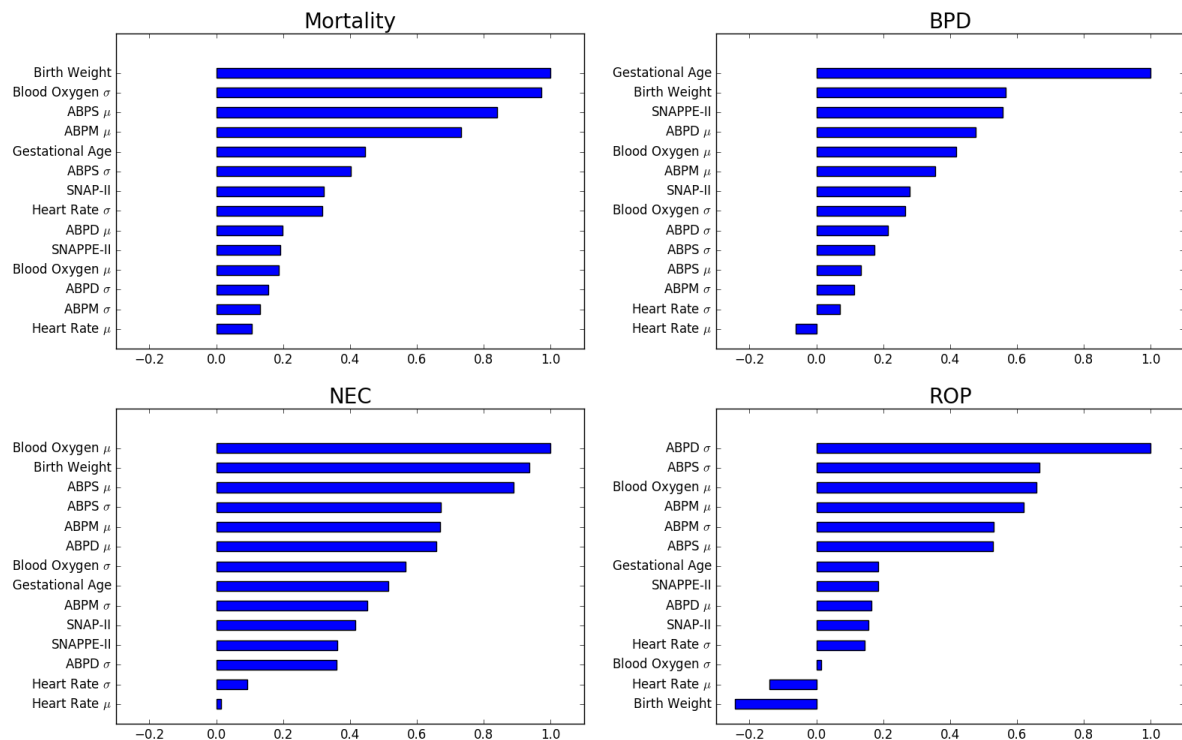 Mortality
Birth Weight
Blood Oxygen σ
ABPS μ
ABPM μ
Gestational Age
ABPS σ
SNAP-II
Heart Rate σ
ABPD μ
SNAPPE-II
Blood Oxygen μ
ABPD σ
ABPM σ
Heart Rate μ
−0.2 0.0 0.2 0.4 0.6 0.8 1.0
BPD
Gestational Age
Birth Weight
SNAPPE-II
ABPD μ
Blood Oxygen μ
ABPM μ
SNAP-II
Blood Oxygen σ
ABPD σ
ABPS σ
ABPS μ
ABPM σ
Heart Rate σ
Heart Rate μ
−0.2 0.0 0.2 0.4 0.6 0.8 1.0
NEC
Blood Oxygen μ
Birth Weight
ABPS μ
ABPS σ
ABPM μ
ABPD μ
Blood Oxygen σ
Gestational Age
ABPM σ
SNAP-II
SNAPPE-II
ABPD σ
Heart Rate σ
Heart Rate μ
−0.2 0.0 0.2 0.4 0.6 0.8 1.0
ROP
ABPD σ
ABPS σ
Blood Oxygen μ
ABPM μ
ABPM σ
ABPS μ
Gestational Age
SNAPPE-II
ABPD μ
SNAP-II
Heart Rate σ
Blood Oxygen σ
Heart Rate μ
Birth Weight
−0.2 0.0 0.2 0.4 0.6 0.8 1.0